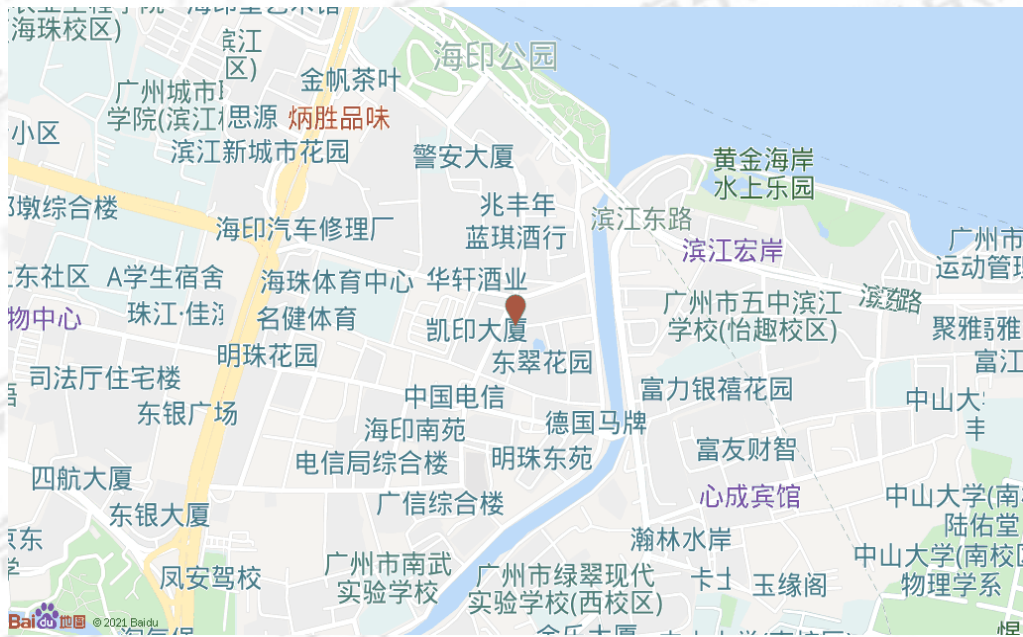 海珠校区)
海印公园
滨江
区)
金帆茶叶
广州城市
学院(滨江
思源
炳胜品味
小区
滨江新城市花园
警安大厦
黄金海岸
水上乐园
敦综合楼
兆丰年
滨江东路
海印汽车修理厂
蓝琪酒行
滨江宏岸
广州市
运动管理
东社区
A学生宿舍
海珠体育中心
华轩酒业
物中心
珠江·佳
名健体育
凯印大厦
广州市五中滨江
学校(怡趣校区)
聚雅
富江
明珠花园
东翠花园
司法厅住宅楼
中国电信
富力银禧花园
中山大
东银广场
海印南苑
德国马牌
电信局综合楼
明珠东苑
富友财智
四航大厦
广信综合楼
心成宾馆
中山大学(南
陆佑堂
东银大厦
京东
瀚林水岸
中山大学(南校区
物理学系
广州市南武
实验学校
凤安驾校
广州市绿翠现代
实验学校(西校区)
玉缘阁
Bai du 地图 © 2021 Baidu